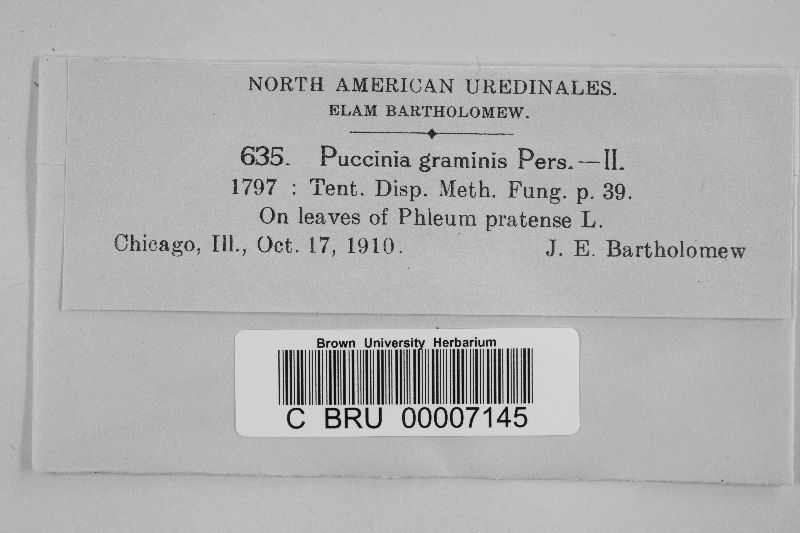 NORTH AMERICAN UREDINALES.
ELAM BARTHOLOMEW.
635. Puccinia graminis Pers.—II.
1797 : Tent. Disp. Meth. Fung. p. 39.
On leaves of Phleum pratense L.
Chicago, Ill., Oct. 17, 1910. J. E. Bartholomew
Brown University Herbarium
C BRU 00007145